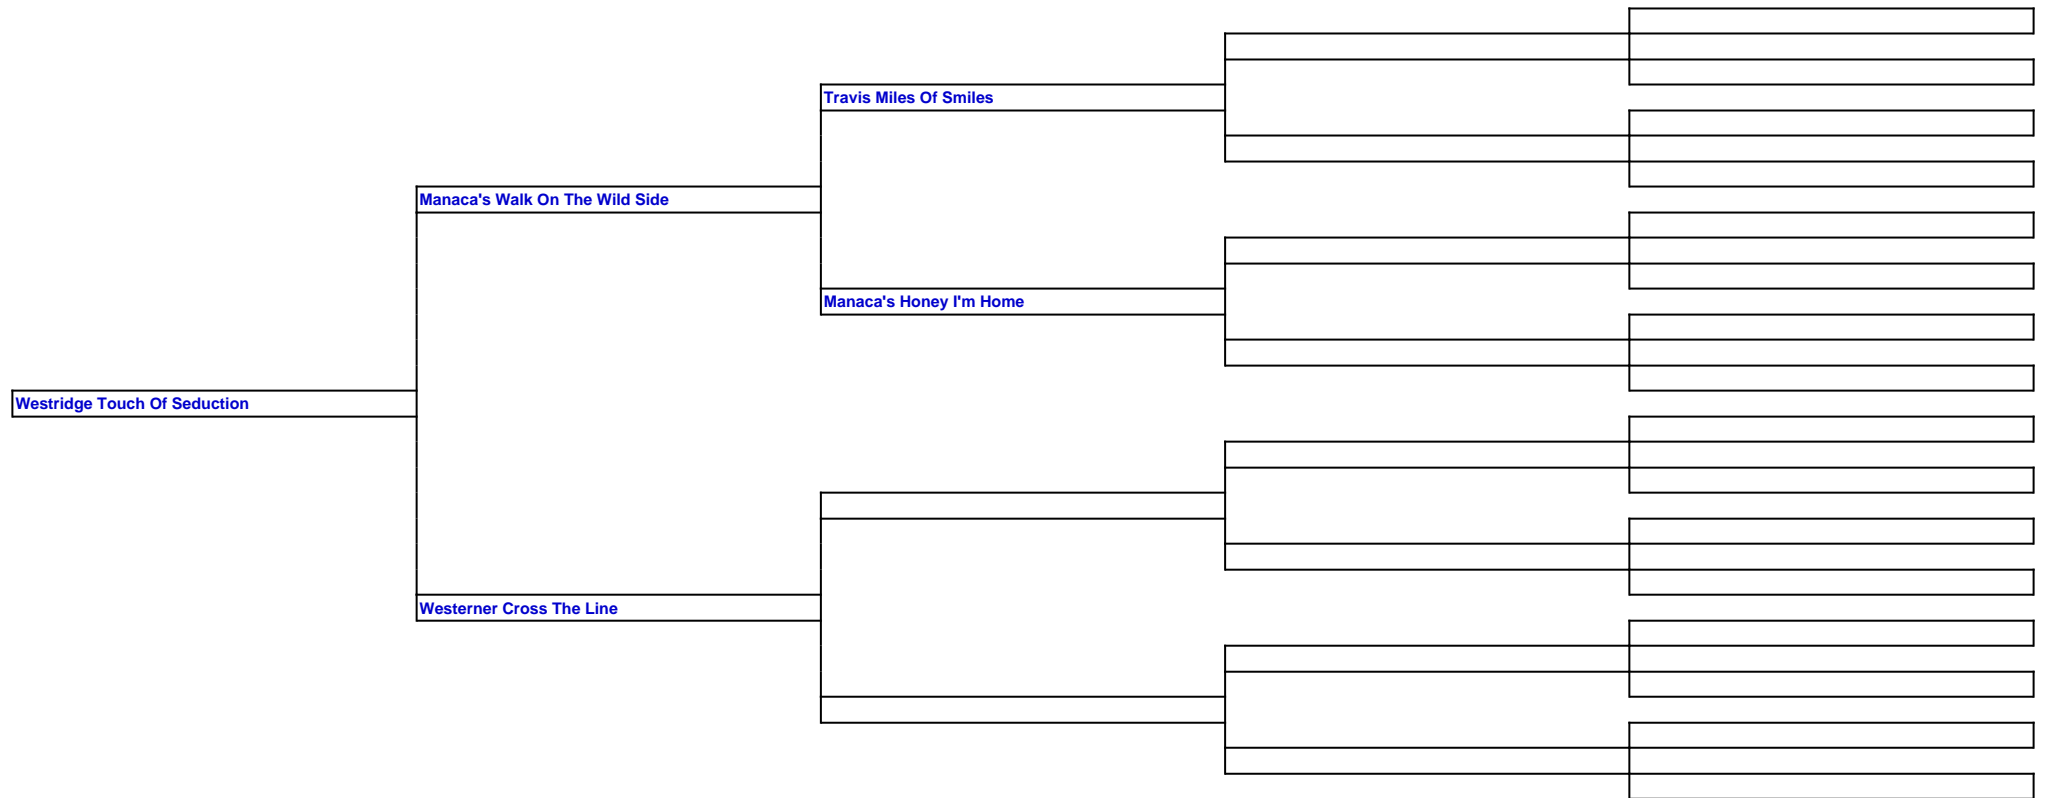 Travis Miles Of Smiles
Manaca's Walk On The Wild Side
Manaca's Honey I'm Home
Westridge Touch Of Seduction
Westerner Cross The Line